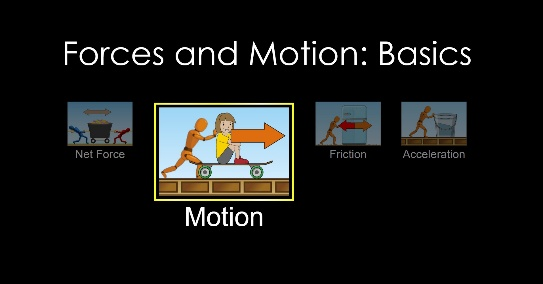 Forces and Motion: Basics
Net Force
Motion
Friction
Acceleration